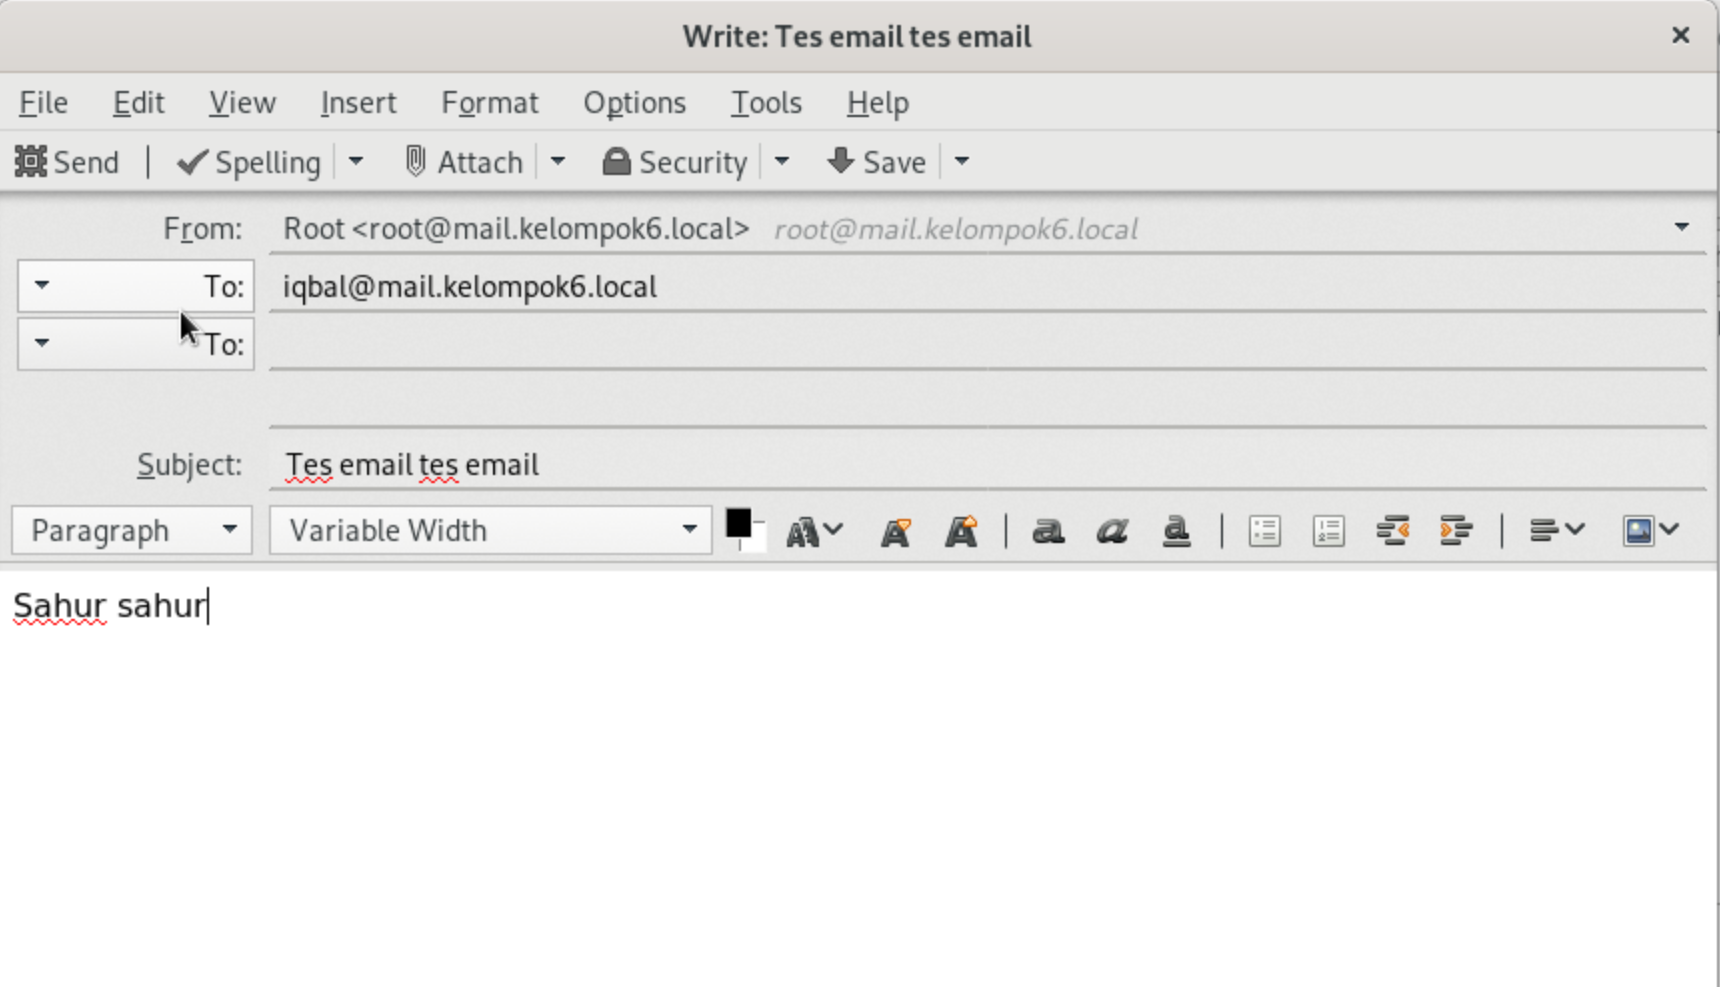 Write: Tes email tes email ×
File Edit View Insert Format Options Tools Help
Send Spelling Attach Security Save
From: Root <root@mail.kelompok6.local> root@mail.kelompok6.local
To: iqbal@mail.kelompok6.local
To:
Subject: Tes email tes email
Paragraph Variable Width
Sahur sahur